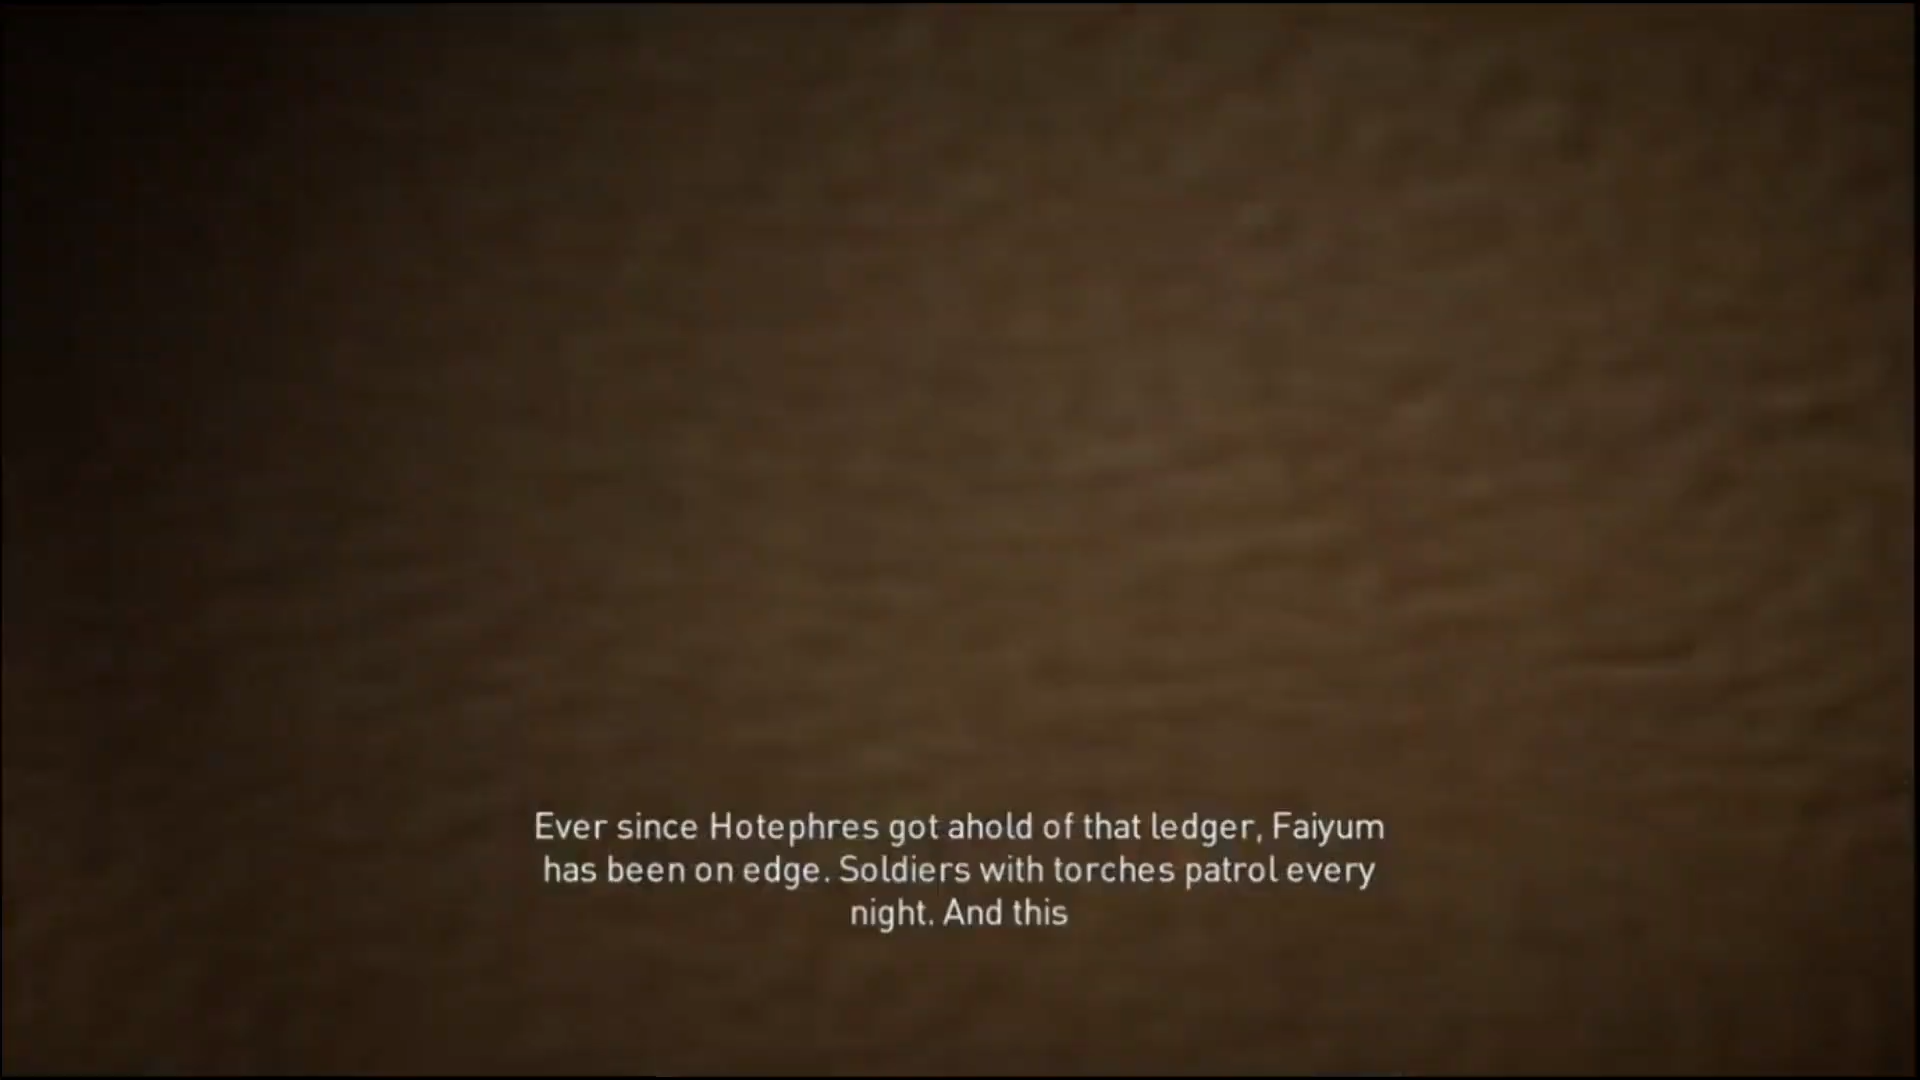 Ever since Hotephres got ahold of that ledger, Faiyum
has been on edge. Soldiers with torches patrol every
night. And this